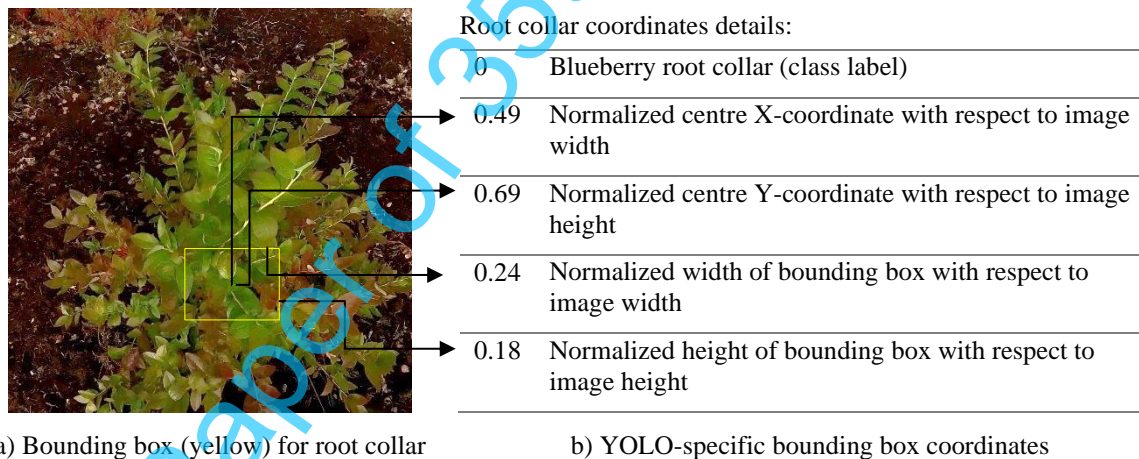 Root collar coordinates details:
0 Blueberry root collar (class label)
0.49 Normalized centre X-coordinate with respect to image
width
0.69 Normalized centre Y-coordinate with respect to image
height
0.24 Normalized width of bounding box with respect to
image width
0.18 Normalized height of bounding box with respect to
image height
a) Bounding box (yellow) for root collar
b) YOLO-specific bounding box coordinates
aper of 35